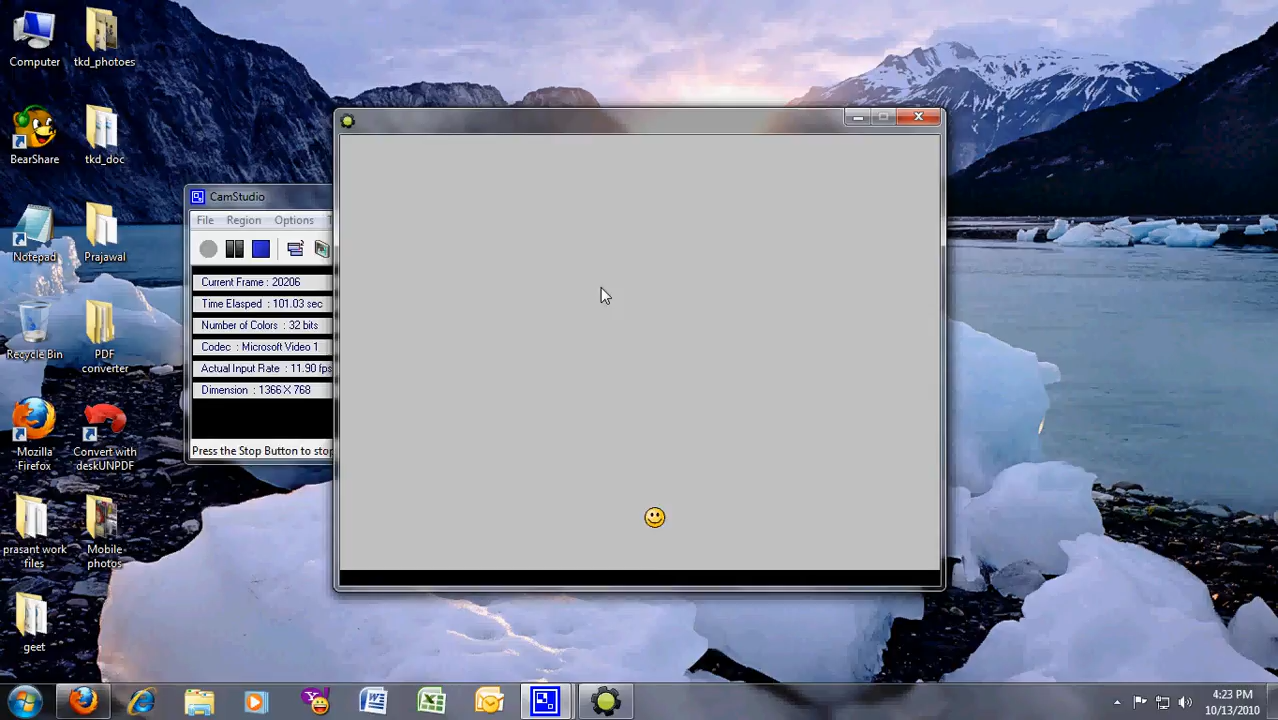 Computer
tkd_photoes
BearShare
tkd_doc
Notepad
Prajawal
Recycle Bin
PDF
converter
Mozilla
Firefox
Convert with
deskUNPDF
prasant work
files
Mobile
photos
geet
CamStudio
File Region Options
Current Frame : 20206
Time Elasped : 101.03 sec
Number of Colors : 32 bits
Codec : Microsoft Video 1
Actual Input Rate : 11.90 fps
Dimension : 1366 X 768
Press the Stop Button to stop
4:23 PM
10/13/2010